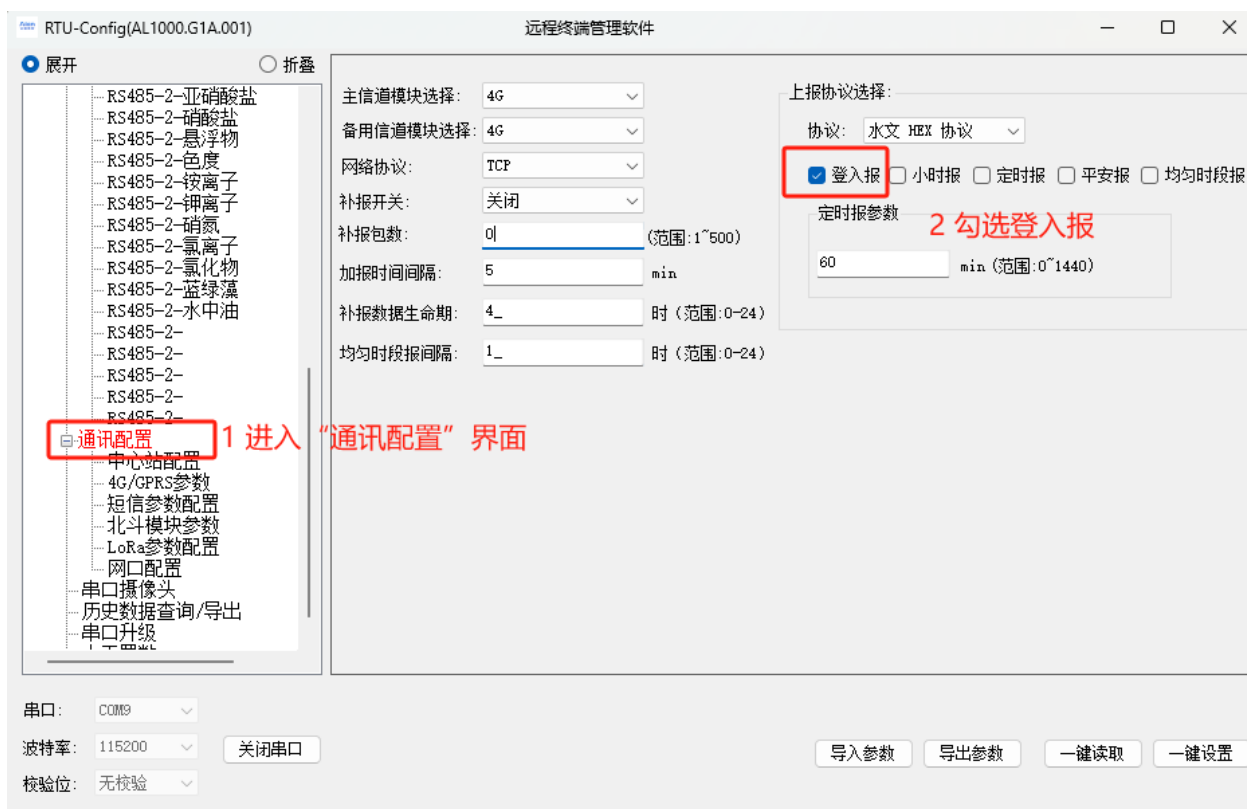 RTU-Config(AL1000.G1A.001)
远程终端管理软件
展开
折叠
RS485-2-亚硝酸盐
RS485-2-硝酸盐
RS485-2-悬浮物
RS485-2-色度
RS485-2-铵离子
RS485-2-钾离子
RS485-2-硝氮
RS485-2-氯离子
RS485-2-氯化物
RS485-2-蓝绿藻
RS485-2-水中油
RS485-2-
RS485-2-
RS485-2-
RS485-2-
RS485-2-
通讯配置
中心站配置
4G/GPRS参数
短信参数配置
北斗模块参数
LoRa参数配置
网口配置
串口摄像头
历史数据查询/导出
串口升级
1 进入“通讯配置”界面
主信道模块选择: 4G
备用信道模块选择: 4G
网络协议: TCP
补报开关: 关闭
补报包数: 0 (范围:1~500)
加报时间间隔: 5 min
补报数据生命期: 4_ 时 (范围:0-24)
均匀时段报间隔: 1_ 时 (范围:0-24)
上报协议选择:
协议: 水文 HEX 协议
登入报 小时报 定时报 平安报 均匀时段报
定时报参数
2 勾选登入报
60 min (范围:0~1440)
串口: COM9
波特率: 115200 关闭串口
校验位: 无校验
导入参数 导出参数 一键读取 一键设置